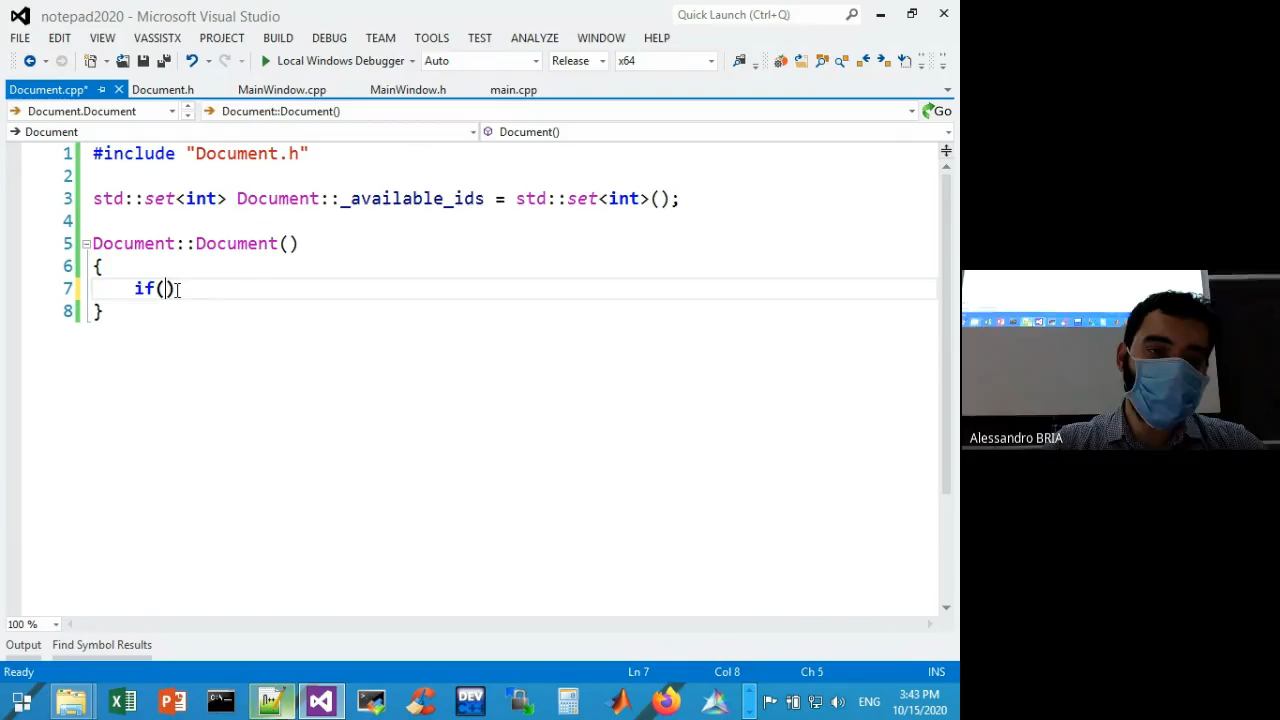 notepad2020 - Microsoft Visual Studio
Quick Launch (Ctrl+Q)
FILE EDIT VIEW VASSISTX PROJECT BUILD DEBUG TEAM TOOLS TEST ANALYZE WINDOW HELP
Local Windows Debugger Auto Release x64
Document.cpp* Document.h MainWindow.cpp MainWindow.h main.cpp
Document.Document Document::Document() Go
Document Document()
1 #include "Document.h"
2
3 std::set<int> Document::_available_ids = std::set<int>();
4
5 Document::Document()
6 {
7 if()
8 }
Alessandro BRIA
100 %
Output Find Symbol Results
Ready Ln 7 Col 8 Ch 5 INS
DEV ENG 3:43 PM
10/15/2020